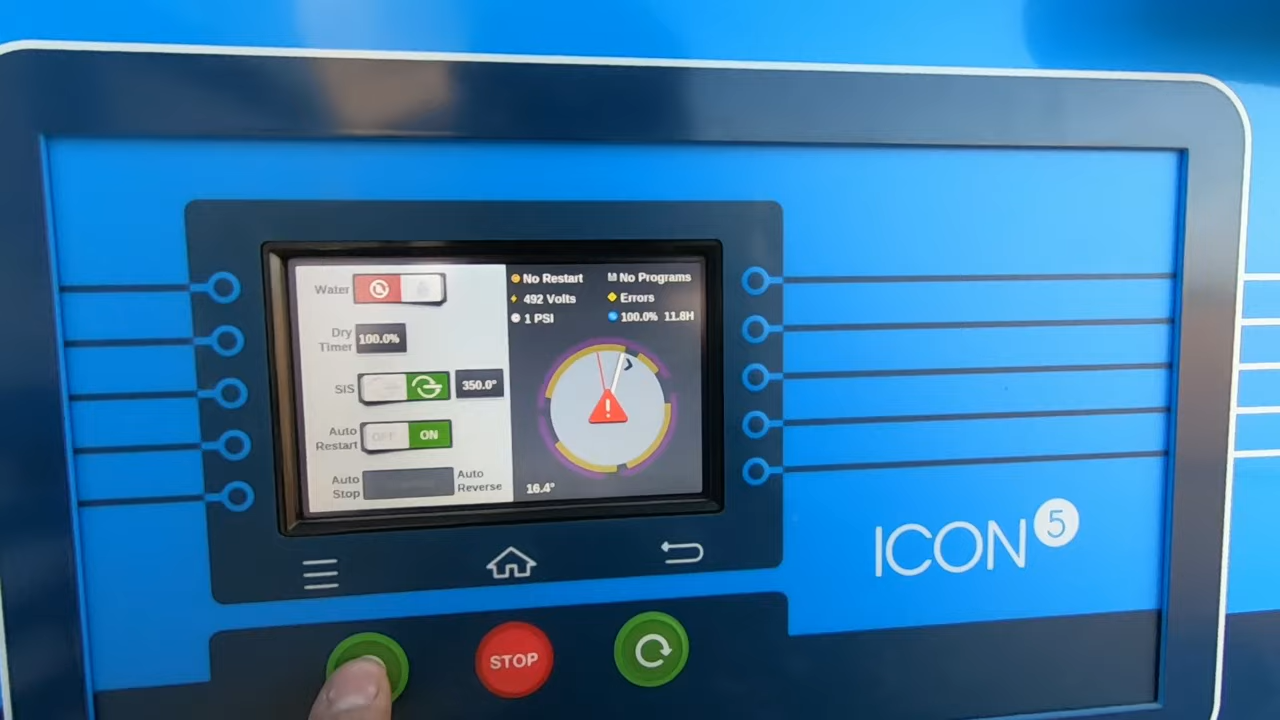 Water
Dry
Timer
100.0%
SIS
350.0°
Auto
Restart
OFF
ON
Auto
Stop
Auto
Reverse
No Restart
No Programs
492 Volts
Errors
1 PSI
100.0% 11.8H
!
16.4°
ICON 5
STOP